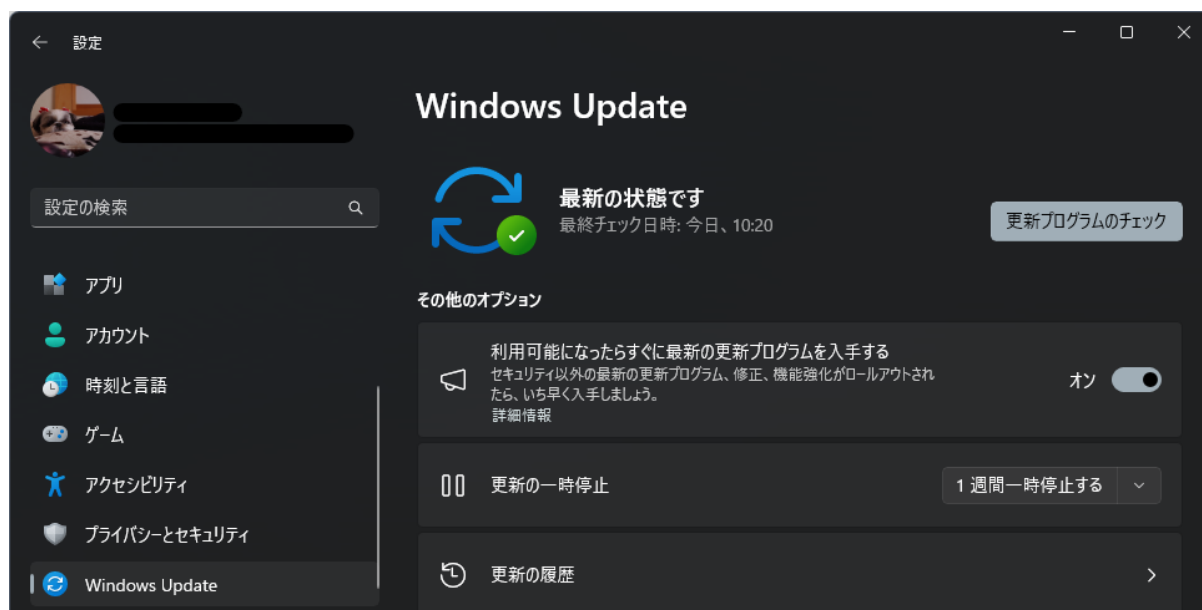 設定
設定の検索
アプリ
アカウント
時刻と言語
ゲーム
アクセシビリティ
プライバシーとセキュリティ
Windows Update
Windows Update
最新の状態です
最終チェック日時: 今日、10:20
更新プログラムのチェック
その他のオプション
利用可能になったらすぐに最新の更新プログラムを入手する
セキュリティ以外の最新の更新プログラム、修正、機能強化がロールアウトされ
たら、いち早く入手しましょう。
詳細情報
オン
更新の一時停止
1 週間一時停止する
更新の履歴